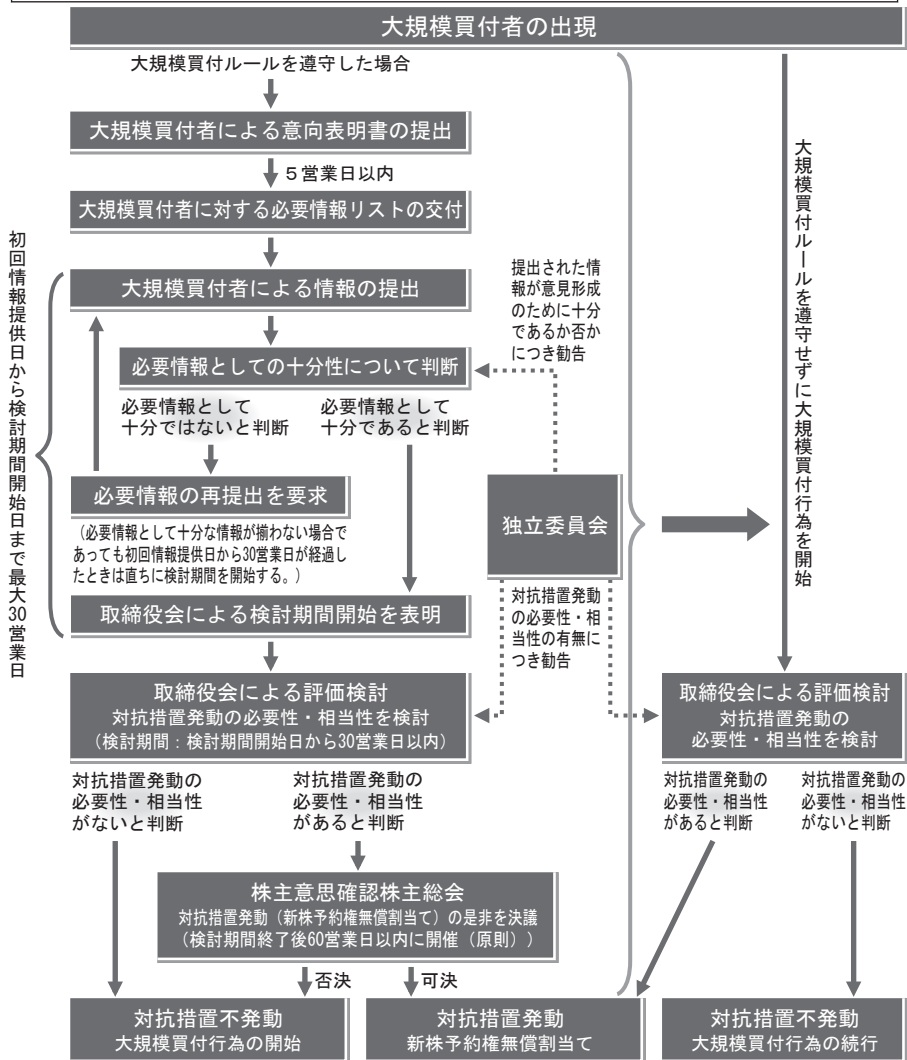 大規模買付者の出現
大規模買付ルールを遵守した場合
大規模買付者による意向表明書の提出
5営業日以内
大規模買付者に対する必要情報リストの交付
初回情報提供日から検討期間開始日まで最大30営業日
大規模買付者による情報の提出
必要情報としての十分性について判断
必要情報として
十分ではないと判断
必要情報として
十分であると判断
必要情報の再提出を要求
（必要情報として十分な情報が揃わない場合で
あっても初回情報提供日から30営業日が経過し
たときは直ちに検討期間を開始する。）
取締役会による検討期間開始を表明
提出された情
報が意見形成
のために十分
であるか否か
につき勧告
独立委員会
対抗措置発動
の必要性・相
当性の有無に
つき勧告
大規模買付ルールを遵守せずに大規模買付行為を開始
取締役会による評価検討
対抗措置発動の必要性・相当性を検討
（検討期間：検討期間開始日から30営業日以内）
取締役会による評価検討
対抗措置発動の
必要性・相当性を検討
対抗措置発動の
必要性・相当性
がないと判断
対抗措置発動の
必要性・相当性
があると判断
対抗措置発動の
必要性・相当性
があると判断
対抗措置発動の
必要性・相当性
がないと判断
株主意思確認株主総会
対抗措置発動（新株予約権無償割当て）の是非を決議
（検討期間終了後60営業日以内に開催（原則））
否決
可決
対抗措置不発動
大規模買付行為の開始
対抗措置発動
新株予約権無償割当て
対抗措置不発動
大規模買付行為の続行